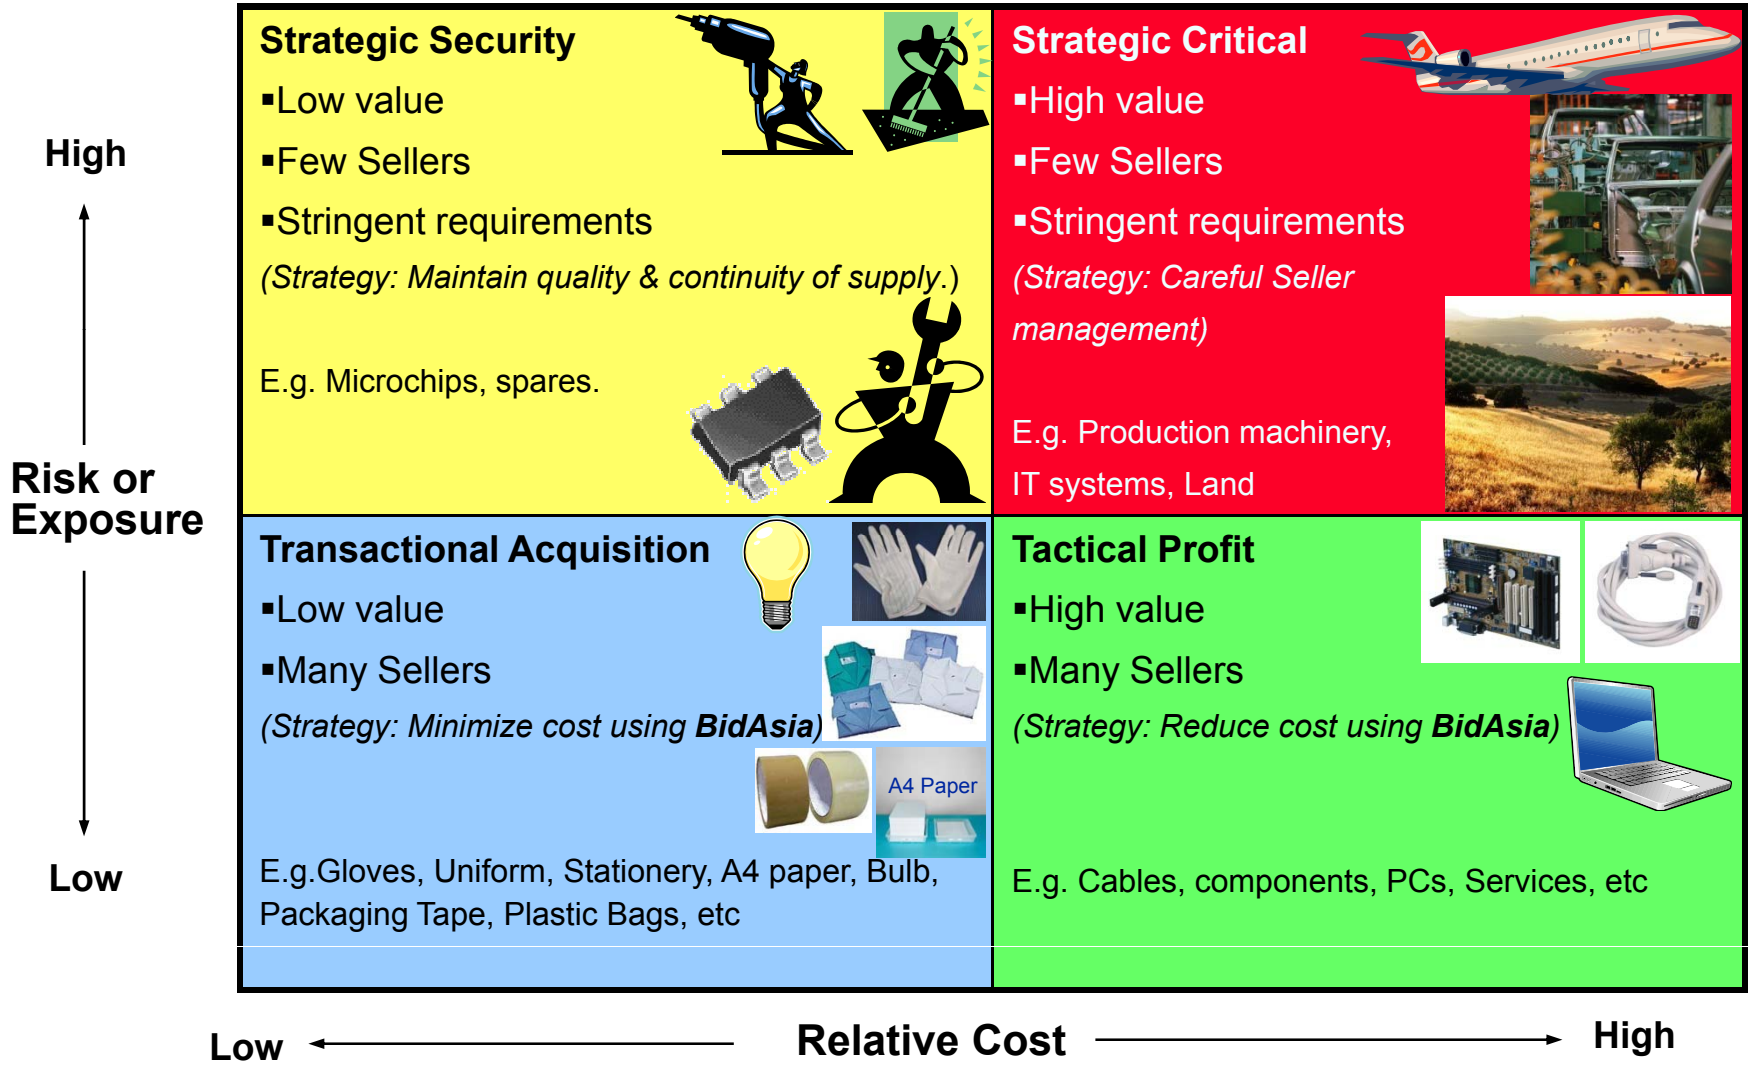 Strategic Security
▪Low value
▪Few Sellers
▪Stringent requirements
(Strategy: Maintain quality & continuity of supply.)
E.g. Microchips, spares.
Strategic Critical
▪High value
▪Few Sellers
▪Stringent requirements
(Strategy: Careful Seller
management)
E.g. Production machinery,
IT systems, Land
High
Risk or
Exposure
Low
Transactional Acquisition
▪Low value
▪Many Sellers
(Strategy: Minimize cost using BidAsia)
A4 Paper
E.g.Gloves, Uniform, Stationery, A4 paper, Bulb,
Packaging Tape, Plastic Bags, etc
Tactical Profit
▪High value
▪Many Sellers
(Strategy: Reduce cost using BidAsia)
E.g. Cables, components, PCs, Services, etc
Low
Relative Cost
High